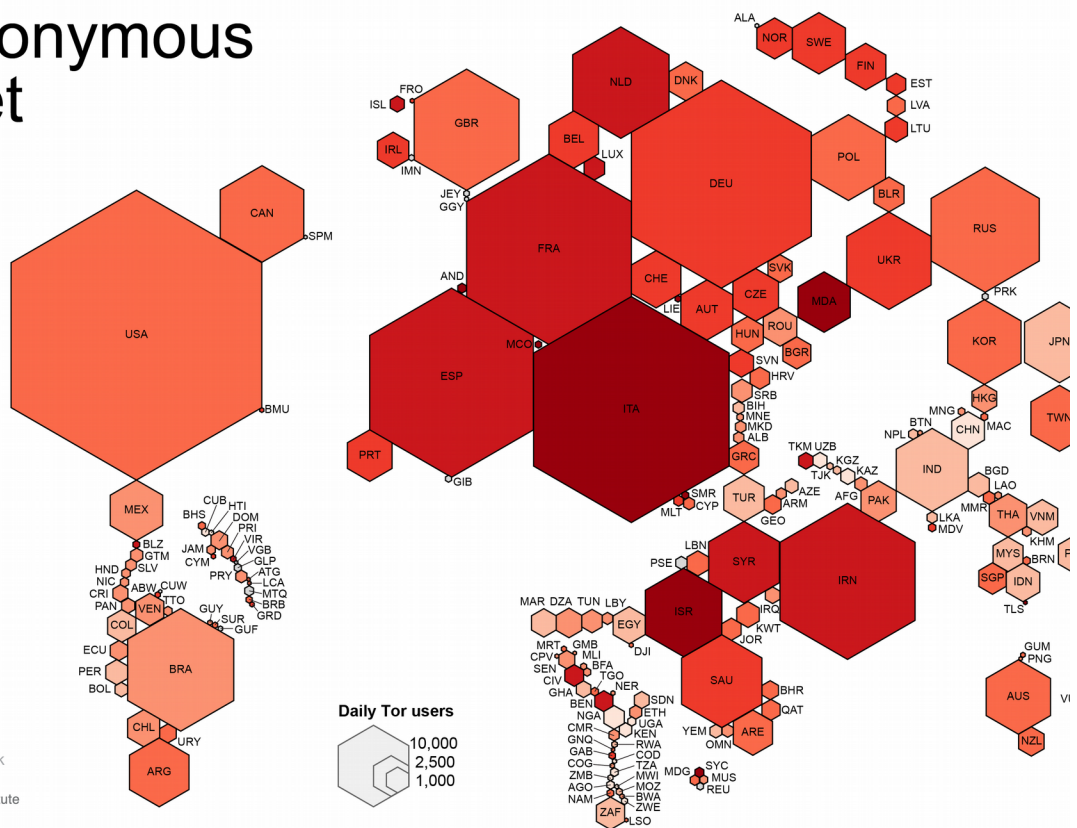 onymous
et
ALA
NOR
SWE
FIN
EST
LVA
LTU
NLD
DNK
FRO
ISL
GBR
IRL
IMN
BEL
LUX
JEY
GGY
DEU
POL
BLR
CAN
SPM
USA
BMU
FRA
AND
CHE
LIE
AUT
CZE
SVK
MDA
UKR
RUS
PRK
HUN
ROU
BGR
KOR
JPN
MCO
ESP
ITA
SVN
HRV
SRB
BIH
MNE
MKD
ALB
GRC
PRT
GIB
HKG
MNG
MAC
BTN
CHN
NPL
TWN
TKM
UZB
KGZ
TJK
KAZ
AFG
PAK
IND
BGD
LAO
MMR
THA
VNM
KHM
LKA
MDV
MYS
BRN
SGP
IDN
TLS
SMR
MLT
CYP
TUR
AZE
ARM
GEO
MEX
CUB
HTI
BHS
DOM
PRI
VIR
VGB
JAM
CYM
GLP
PRY
ATG
LCA
MTQ
BRB
GRD
BLZ
GTM
HND
SLV
NIC
CRI
ABW
CUW
PAN
VEN
TTO
COL
GUY
SUR
GUF
ECU
PER
BOL
BRA
CHL
URY
ARG
LBN
PSE
SYR
IRN
ISR
IRQ
KWT
JOR
MAR
DZA
TUN
LBY
EGY
DJI
MRT
GMB
CPV
MLI
SEN
BFA
CIV
TGO
GHA
NER
BEN
SDN
NGA
ETH
UGA
CMR
KEN
GNQ
RWA
GAB
COD
COG
TZA
ZMB
MWI
AGO
MOZ
NAM
BWA
ZWE
ZAF
LSO
SAU
BHR
QAT
YEM
OMN
ARE
SYC
MDG
MUS
REU
GUM
PNG
AUS
NZL
Daily Tor users
10,000
2,500
1,000
ute